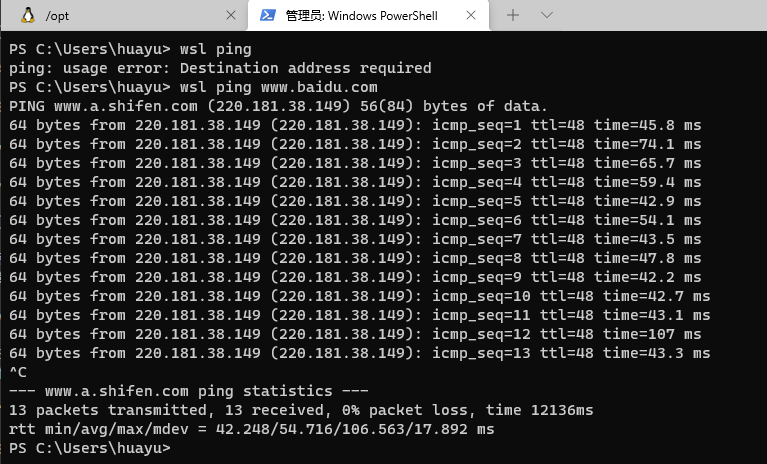 /opt
管理员: Windows PowerShell
PS C:\Users\huayu> wsl ping
ping: usage error: Destination address required
PS C:\Users\huayu> wsl ping www.baidu.com
PING www.a.shifen.com (220.181.38.149) 56(84) bytes of data.
64 bytes from 220.181.38.149 (220.181.38.149): icmp_seq=1 ttl=48 time=45.8 ms
64 bytes from 220.181.38.149 (220.181.38.149): icmp_seq=2 ttl=48 time=74.1 ms
64 bytes from 220.181.38.149 (220.181.38.149): icmp_seq=3 ttl=48 time=65.7 ms
64 bytes from 220.181.38.149 (220.181.38.149): icmp_seq=4 ttl=48 time=59.4 ms
64 bytes from 220.181.38.149 (220.181.38.149): icmp_seq=5 ttl=48 time=42.9 ms
64 bytes from 220.181.38.149 (220.181.38.149): icmp_seq=6 ttl=48 time=54.1 ms
64 bytes from 220.181.38.149 (220.181.38.149): icmp_seq=7 ttl=48 time=43.5 ms
64 bytes from 220.181.38.149 (220.181.38.149): icmp_seq=8 ttl=48 time=47.8 ms
64 bytes from 220.181.38.149 (220.181.38.149): icmp_seq=9 ttl=48 time=42.2 ms
64 bytes from 220.181.38.149 (220.181.38.149): icmp_seq=10 ttl=48 time=42.7 ms
64 bytes from 220.181.38.149 (220.181.38.149): icmp_seq=11 ttl=48 time=43.1 ms
64 bytes from 220.181.38.149 (220.181.38.149): icmp_seq=12 ttl=48 time=107 ms
64 bytes from 220.181.38.149 (220.181.38.149): icmp_seq=13 ttl=48 time=43.3 ms
^C
--- www.a.shifen.com ping statistics ---
13 packets transmitted, 13 received, 0% packet loss, time 12136ms
rtt min/avg/max/mdev = 42.248/54.716/106.563/17.892 ms
PS C:\Users\huayu>